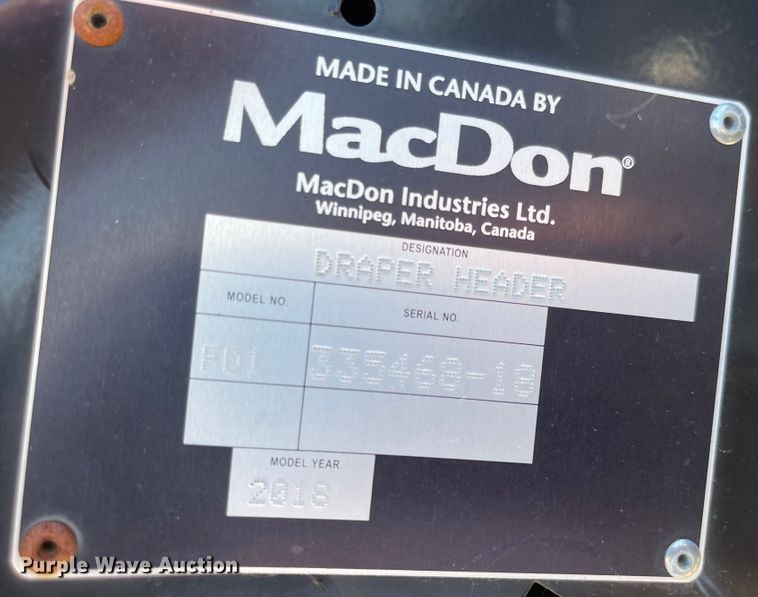 MADE IN CANADA BY
MacDon®
MacDon Industries Ltd.
Winnipeg, Manitoba, Canada
DESIGNATION
DRAPER HEADER
MODEL NO. SERIAL NO.
FD1 335468-18
MODEL YEAR
2018
Purple Wave Auction